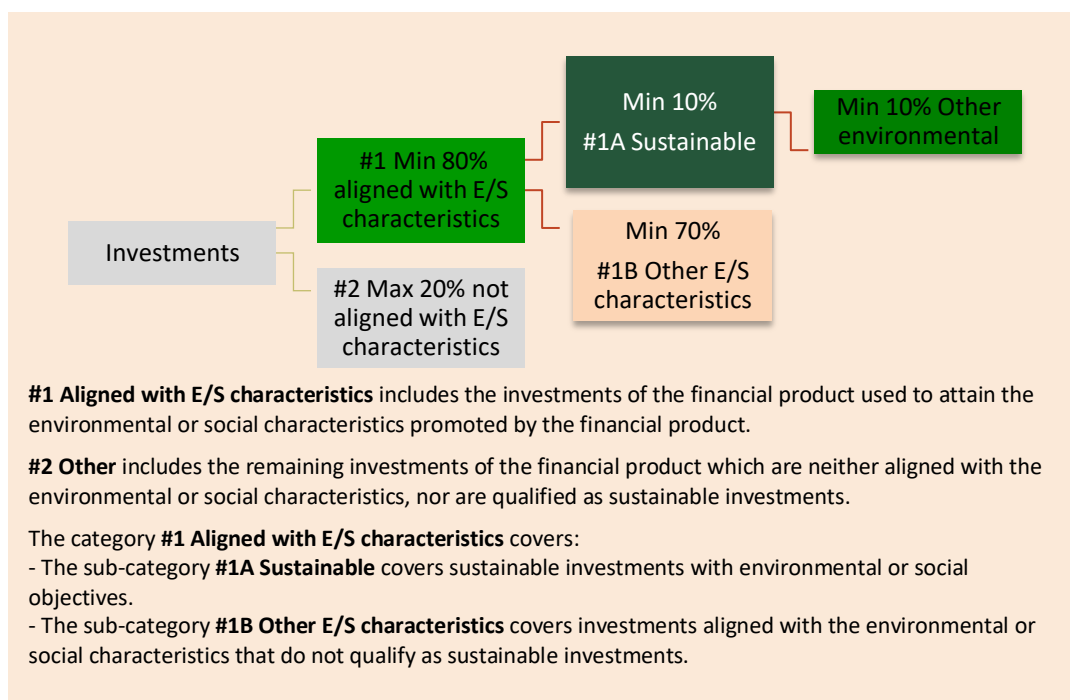 Min 10%
#1A Sustainable
Min 10% Other
environmental
#1 Min 80%
aligned with E/S
characteristics
Investments
Min 70%
#1B Other E/S
characteristics
#2 Max 20% not
aligned with E/S
characteristics
#1 Aligned with E/S characteristics includes the investments of the financial product used to attain the
environmental or social characteristics promoted by the financial product.
#2 Other includes the remaining investments of the financial product which are neither aligned with the
environmental or social characteristics, nor are qualified as sustainable investments.
The category #1 Aligned with E/S characteristics covers:
- The sub-category #1A Sustainable covers sustainable investments with environmental or social
objectives.
- The sub-category #1B Other E/S characteristics covers investments aligned with the environmental or
social characteristics that do not qualify as sustainable investments.